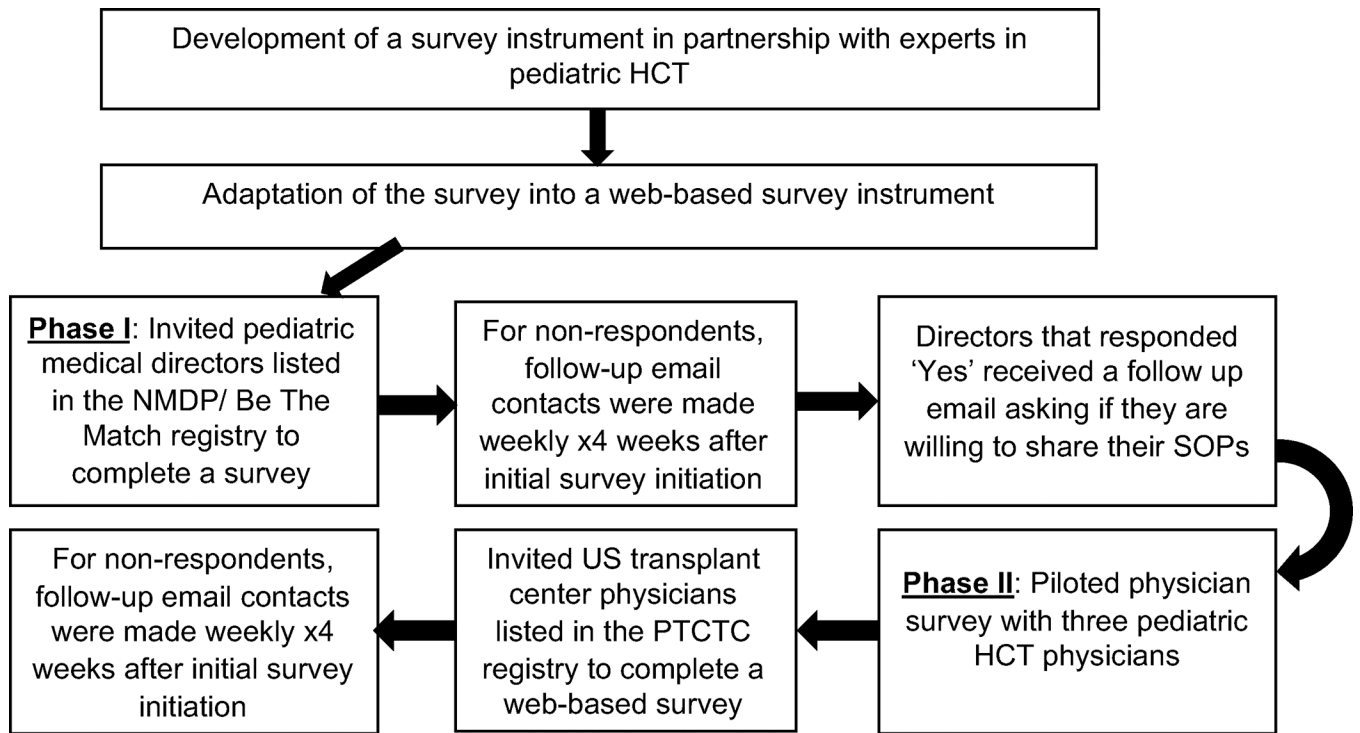 Development of a survey instrument in partnership with experts in
pediatric HCT
Adaptation of the survey into a web-based survey instrument
Phase I: Invited pediatric
medical directors listed
in the NMDP/ Be The
Match registry to
complete a survey
For non-respondents,
follow-up email
contacts were made
weekly x4 weeks after
initial survey initiation
Directors that responded
‘Yes’ received a follow up
email asking if they are
willing to share their SOPs
Phase II: Piloted physician
survey with three pediatric
HCT physicians
Invited US transplant
center physicians
listed in the PTCTC
registry to complete a
web-based survey
For non-respondents,
follow-up email contacts
were made weekly x4
weeks after initial survey
initiation